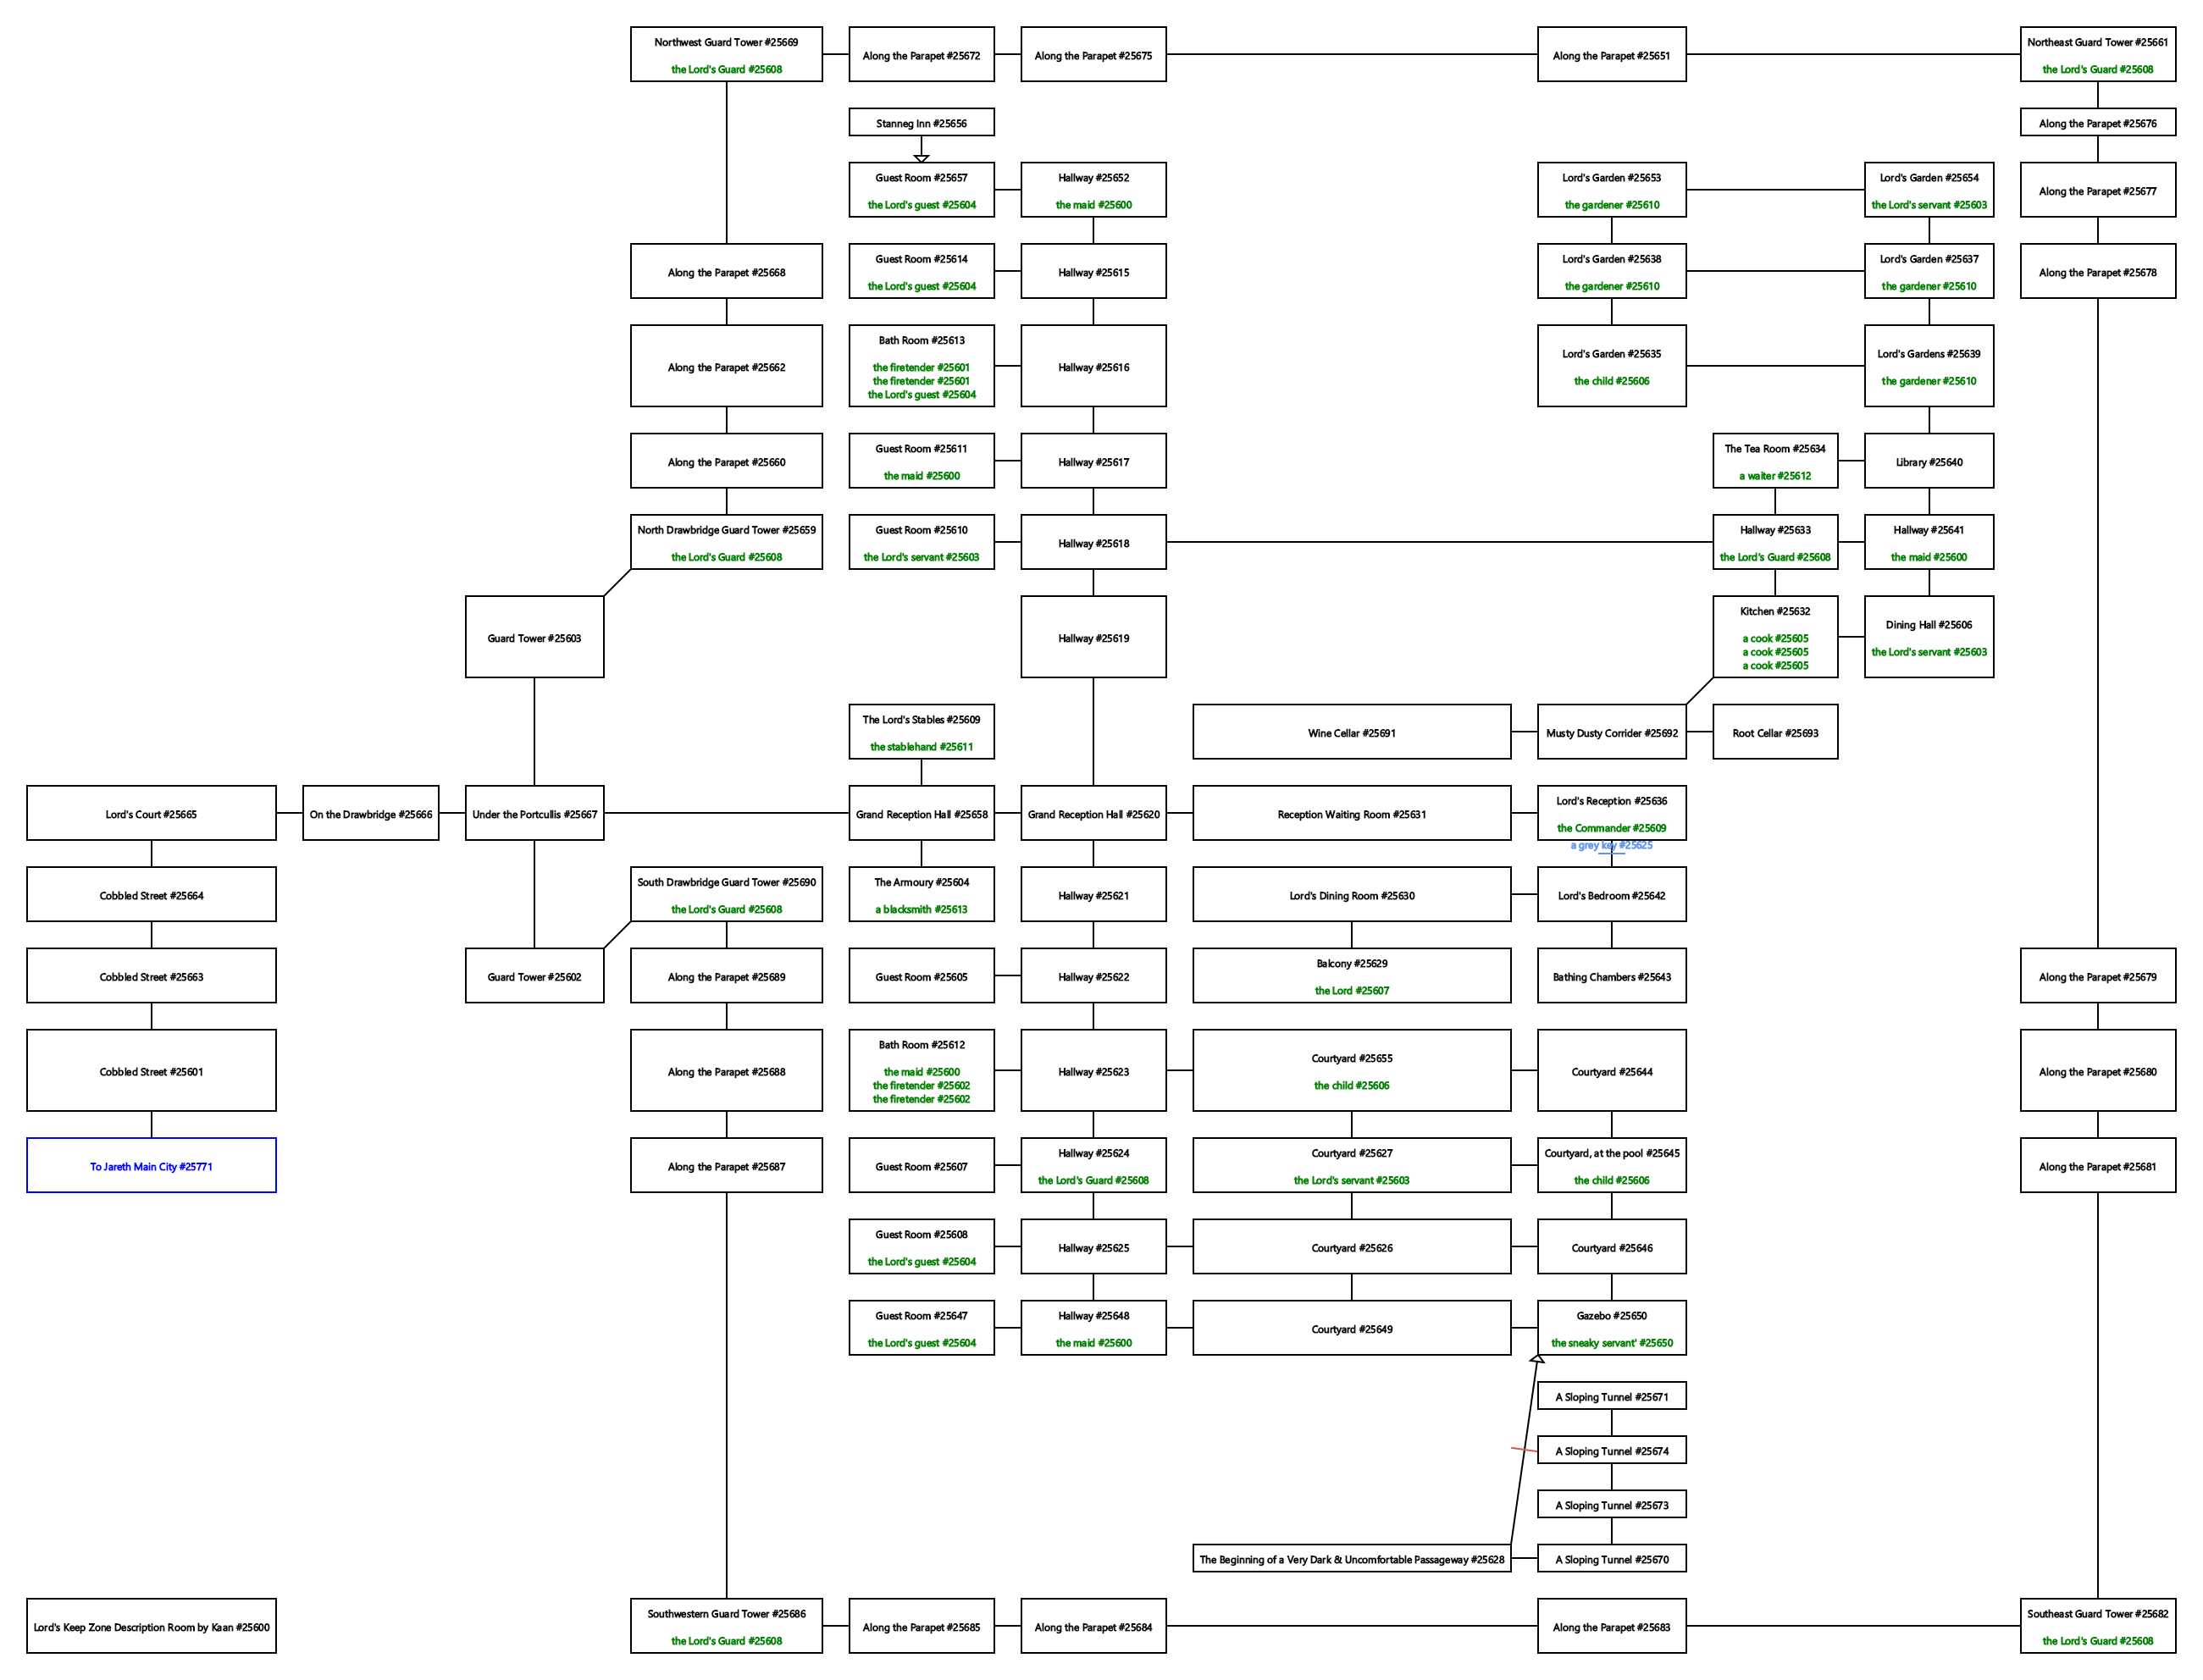 Northwest Guard Tower #25669
the Lord's Guard #25608
Along the Parapet #25672
Along the Parapet #25675
Along the Parapet #25651
Northeast Guard Tower #25661
the Lord's Guard #25608
Stanneg Inn #25656
Along the Parapet #25676
Guest Room #25657
the Lord's guest #25604
Hallway #25652
the maid #25600
Lord's Garden #25653
the gardener #25610
Lord's Garden #25654
the Lord's servant #25603
Along the Parapet #25677
Along the Parapet #25668
Guest Room #25614
the Lord's guest #25604
Hallway #25615
Lord's Garden #25638
the gardener #25610
Lord's Garden #25637
the gardener #25610
Along the Parapet #25678
Along the Parapet #25662
Bath Room #25613
the firetender #25601
the firetender #25601
the Lord's guest #25604
Hallway #25616
Lord's Garden #25635
the child #25606
Lord's Gardens #25639
the gardener #25610
Along the Parapet #25660
Guest Room #25611
the maid #25600
Hallway #25617
The Tea Room #25634
a waiter #25612
Library #25640
North Drawbridge Guard Tower #25659
the Lord's Guard #25608
Guest Room #25610
the Lord's servant #25603
Hallway #25618
Hallway #25633
the Lord's Guard #25608
Hallway #25641
the maid #25600
Guard Tower #25603
Hallway #25619
Kitchen #25632
a cook #25605
a cook #25605
a cook #25605
Dining Hall #25606
the Lord's servant #25603
The Lord's Stables #25609
the stablehand #25611
Wine Cellar #25691
Musty Dusty Corrider #25692
Root Cellar #25693
Lord's Court #25665
On the Drawbridge #25666
Under the Portcullis #25667
Grand Reception Hall #25658
Grand Reception Hall #25620
Reception Waiting Room #25631
Lord's Reception #25636
the Commander #25609
a grey key #25625
Cobbled Street #25664
South Drawbridge Guard Tower #25690
the Lord's Guard #25608
The Armoury #25604
a blacksmith #25613
Hallway #25621
Lord's Dining Room #25630
Lord's Bedroom #25642
Cobbled Street #25663
Guard Tower #25602
Along the Parapet #25689
Guest Room #25605
Hallway #25622
Balcony #25629
the Lord #25607
Bathing Chambers #25643
Along the Parapet #25679
Cobbled Street #25601
Along the Parapet #25688
Bath Room #25612
the maid #25600
the firetender #25602
the firetender #25602
Hallway #25623
Courtyard #25655
the child #25606
Courtyard #25644
Along the Parapet #25680
To Jareth Main City #25771
Along the Parapet #25687
Guest Room #25607
Hallway #25624
the Lord's Guard #25608
Courtyard #25627
the Lord's servant #25603
Courtyard, at the pool #25645
the child #25606
Along the Parapet #25681
Guest Room #25608
the Lord's guest #25604
Hallway #25625
Courtyard #25626
Courtyard #25646
Guest Room #25647
the Lord's guest #25604
Hallway #25648
the maid #25600
Courtyard #25649
Gazebo #25650
the sneaky servant' #25650
A Sloping Tunnel #25671
A Sloping Tunnel #25674
A Sloping Tunnel #25673
The Beginning of a Very Dark & Uncomfortable Passageway #25628
A Sloping Tunnel #25670
Lord's Keep Zone Description Room by Kaan #25600
Southwestern Guard Tower #25686
the Lord's Guard #25608
Along the Parapet #25685
Along the Parapet #25684
Along the Parapet #25683
Southeast Guard Tower #25682
the Lord's Guard #25608